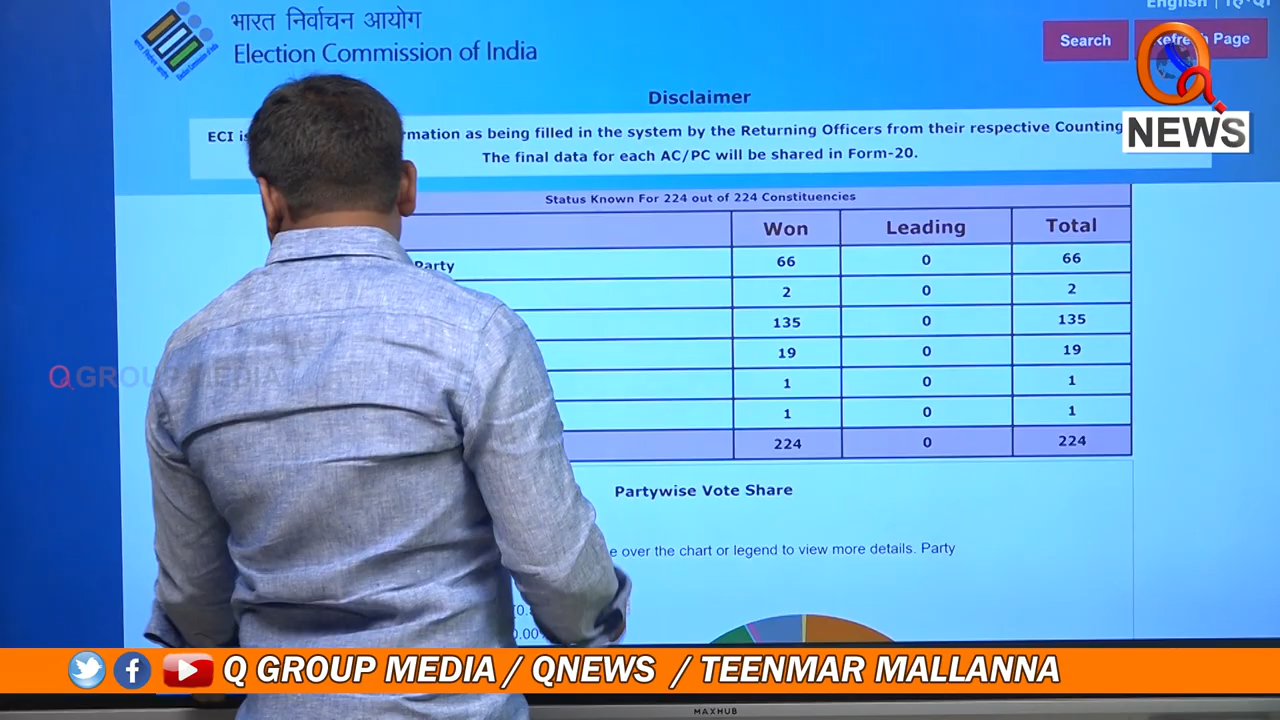 English | हिन्दी
भारत निर्वाचन आयोग
Election Commission of India
Search
Refresh Page
Q
NEWS
Disclaimer
ECI is rmation as being filled in the system by the Returning Officers from their respective Counting
The final data for each AC/PC will be shared in Form-20.
Status Known For 224 out of 224 Constituencies
Won Leading Total
Party 66 0 66
2 0 2
135 0 135
19 0 19
1 0 1
1 0 1
224 0 224
Q GROUP MEDIA
Partywise Vote Share
e over the chart or legend to view more details. Party
Q GROUP MEDIA / QNEWS / TEENMAR MALLANNA
MAXHUB